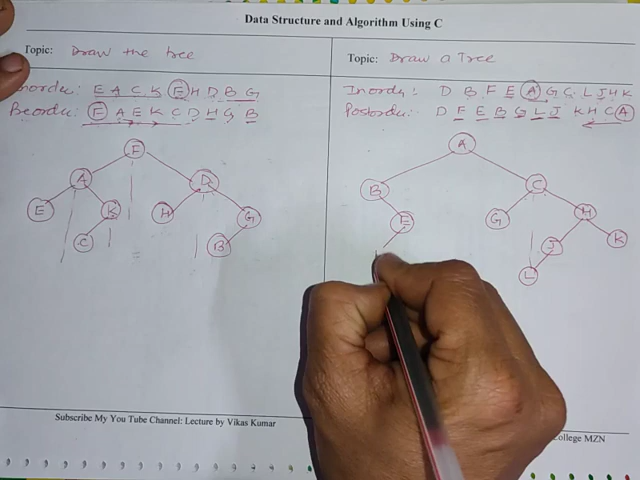 Data Structure and Algorithm Using C
Topic: Draw the tree
Inorder: E A C K F H D B G
Preorder: F A E K C D H G B
F
A D
E K H G
C B
Topic: Draw a Tree
Inorder: D B F E A G C L J H K
Postorder: D F E B G L J K H C A
A
B C
E G H
J K
L
Subscribe My You Tube Channel: Lecture by Vikas Kumar
College MZN